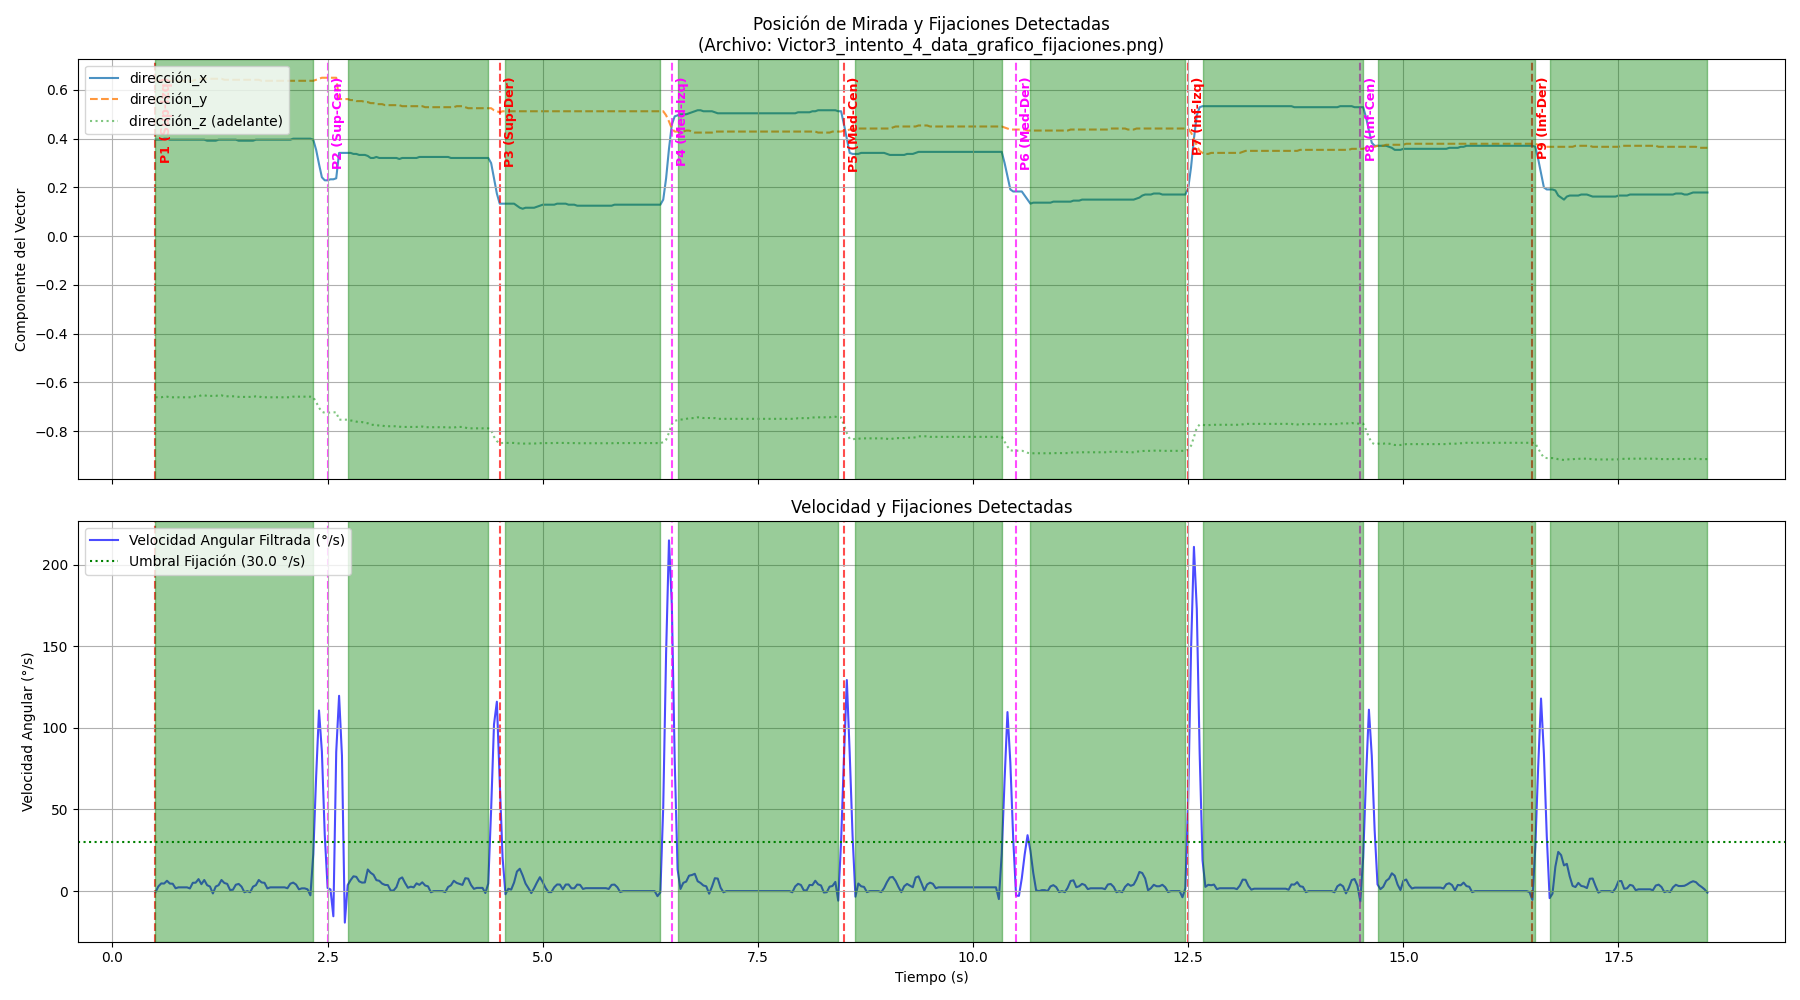 Posición de Mirada y Fijaciones Detectadas
(Archivo: Victor3_intento_4_data_grafico_fijaciones.png)
dirección_x
dirección_y
dirección_z (adelante)
P1
P2 (Sup-Cen)
P3 (Sup-Der)
P4 (Med-Izq)
P5 (Med-Cen)
P6 (Med-Der)
P7 (Inf-Izq)
P8 (Inf-Cen)
P9 (Inf-Der)
Componente del Vector
0.6
0.4
0.2
0.0
−0.2
−0.4
−0.6
−0.8
Velocidad y Fijaciones Detectadas
Velocidad Angular Filtrada (°/s)
Umbral Fijación (30.0 °/s)
Velocidad Angular (°/s)
200
150
100
50
0
0.0
2.5
5.0
7.5
10.0
12.5
15.0
17.5
Tiempo (s)